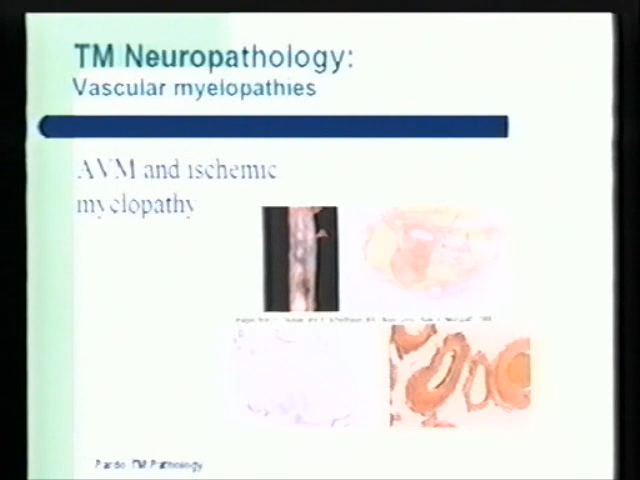 TM Neuropathology:
Vascular myelopathies
AVM and ischemic
myelopathy
Pardo TM Pathology